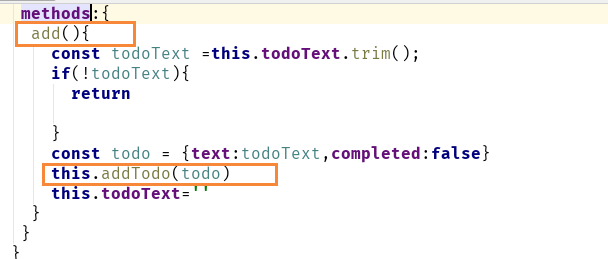 methods:{
add(){
const todoText =this.todoText.trim();
if(!todoText){
return
}
const todo = {text:todoText,completed:false}
this.addTodo(todo)
this.todoText=''
}
}
}